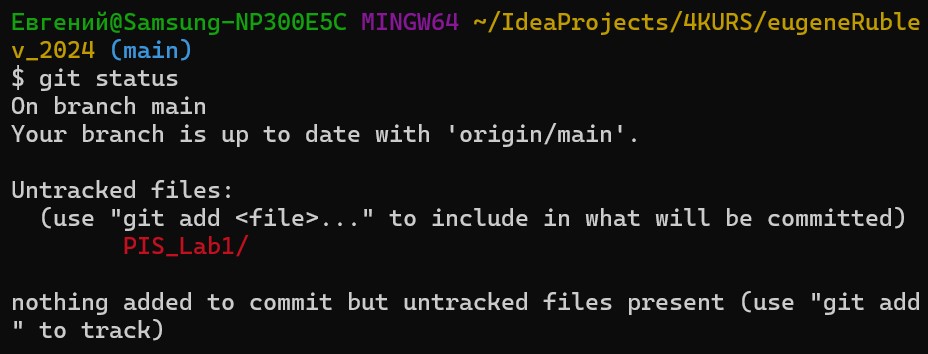 Евгений@Samsung-NP300E5C MINGW64 ~/IdeaProjects/4KURS/eugeneRuble
v_2024 (main)
$ git status
On branch main
Your branch is up to date with 'origin/main'.
Untracked files:
(use "git add <file>..." to include in what will be committed)
PIS_Lab1/
nothing added to commit but untracked files present (use "git add
" to track)